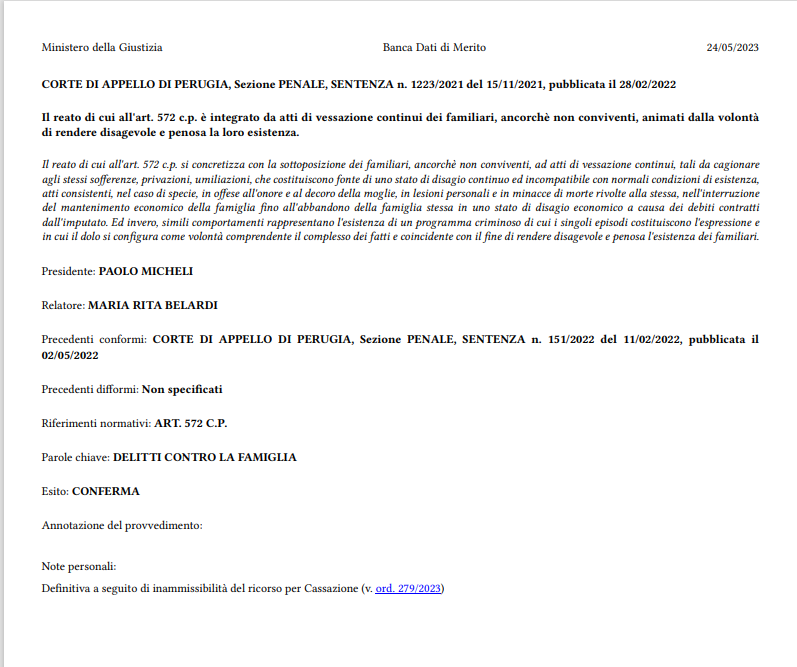 Ministero della Giustizia Banca Dati di Merito 24/05/2023
CORTE DI APPELLO DI PERUGIA, Sezione PENALE, SENTENZA n. 1223/2021 del 15/11/2021, pubblicata il 28/02/2022
Il reato di cui all'art. 572 c.p. è integrato da atti di vessazione continui dei familiari, ancorchè non conviventi, animati dalla volontà
di rendere disagevole e penosa la loro esistenza.
Il reato di cui all'art. 572 c.p. si concretizza con la sottoposizione dei familiari, ancorchè non conviventi, ad atti di vessazione continui, tali da cagionare
agli stessi sofferenze, privazioni, umiliazioni, che costituiscono fonte di uno stato di disagio continuo ed incompatibile con normali condizioni di esistenza,
atti consistenti, nel caso di specie, in offese all'onore e al decoro della moglie, in lesioni personali e in minacce di morte rivolte alla stessa, nell'interruzione
del mantenimento economico della famiglia fino all'abbandono della famiglia stessa in uno stato di disagio economico a causa dei debiti contratti
dall'imputato. Ed invero, simili comportamenti rappresentano l'esistenza di un programma criminoso di cui i singoli episodi costituiscono l'espressione e
in cui il dolo si configura come volontà comprendente il complesso dei fatti e coincidente con il fine di rendere disagevole e penosa l'esistenza dei familiari.
Presidente: PAOLO MICHELI
Relatore: MARIA RITA BELARDI
Precedenti conformi: CORTE DI APPELLO DI PERUGIA, Sezione PENALE, SENTENZA n. 151/2022 del 11/02/2022, pubblicata il
02/05/2022
Precedenti difformi: Non specificati
Riferimenti normativi: ART. 572 C.P.
Parole chiave: DELITTI CONTRO LA FAMIGLIA
Esito: CONFERMA
Annotazione del provvedimento:
Note personali:
Definitiva a seguito di inammissibilità del ricorso per Cassazione (v. ord. 279/2023)